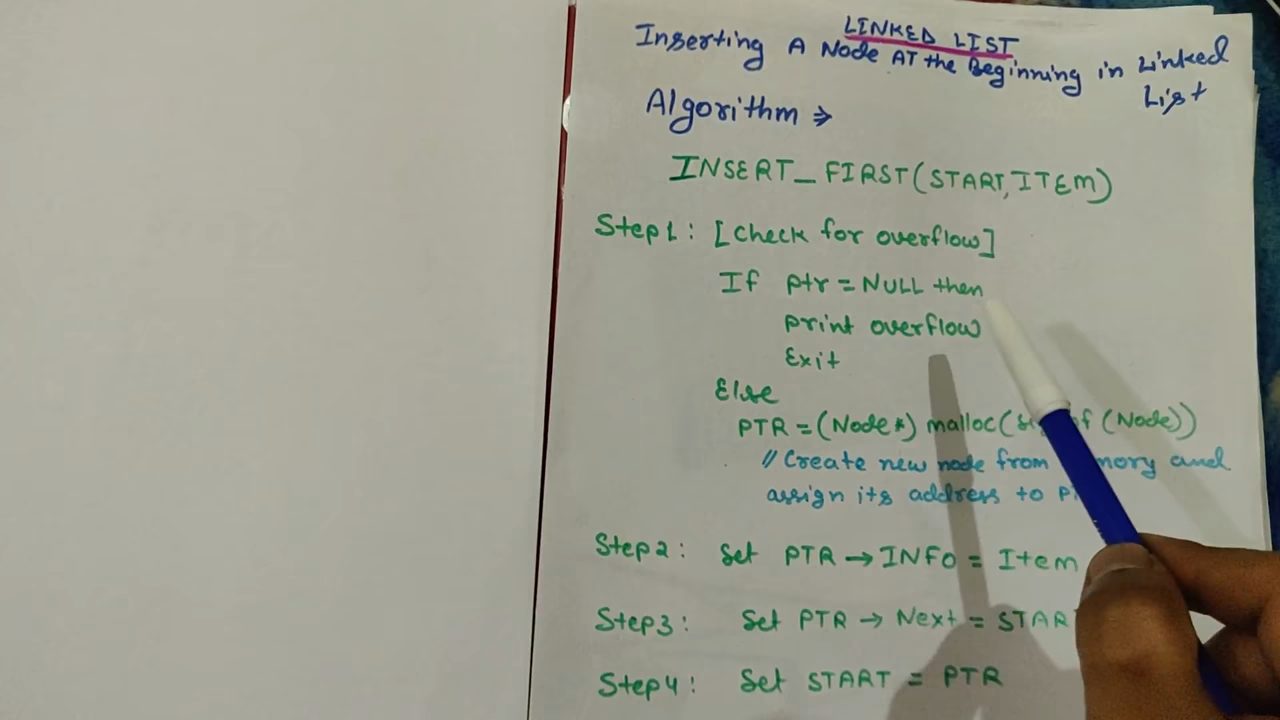 LINKED LIST
Inserting A Node AT the Beginning in Linked
List
Algorithm ⇒
INSERT_FIRST(START,ITEM)
Step1: [Check for overflow]
If ptr = NULL then
print overflow
Exit
Else
PTR = (Node*) malloc( (Node))
// Create new node from and
assign its address to
Step2: Set PTR → INFO = Item
Step3: Set PTR → Next =
Step4: Set START = PTR